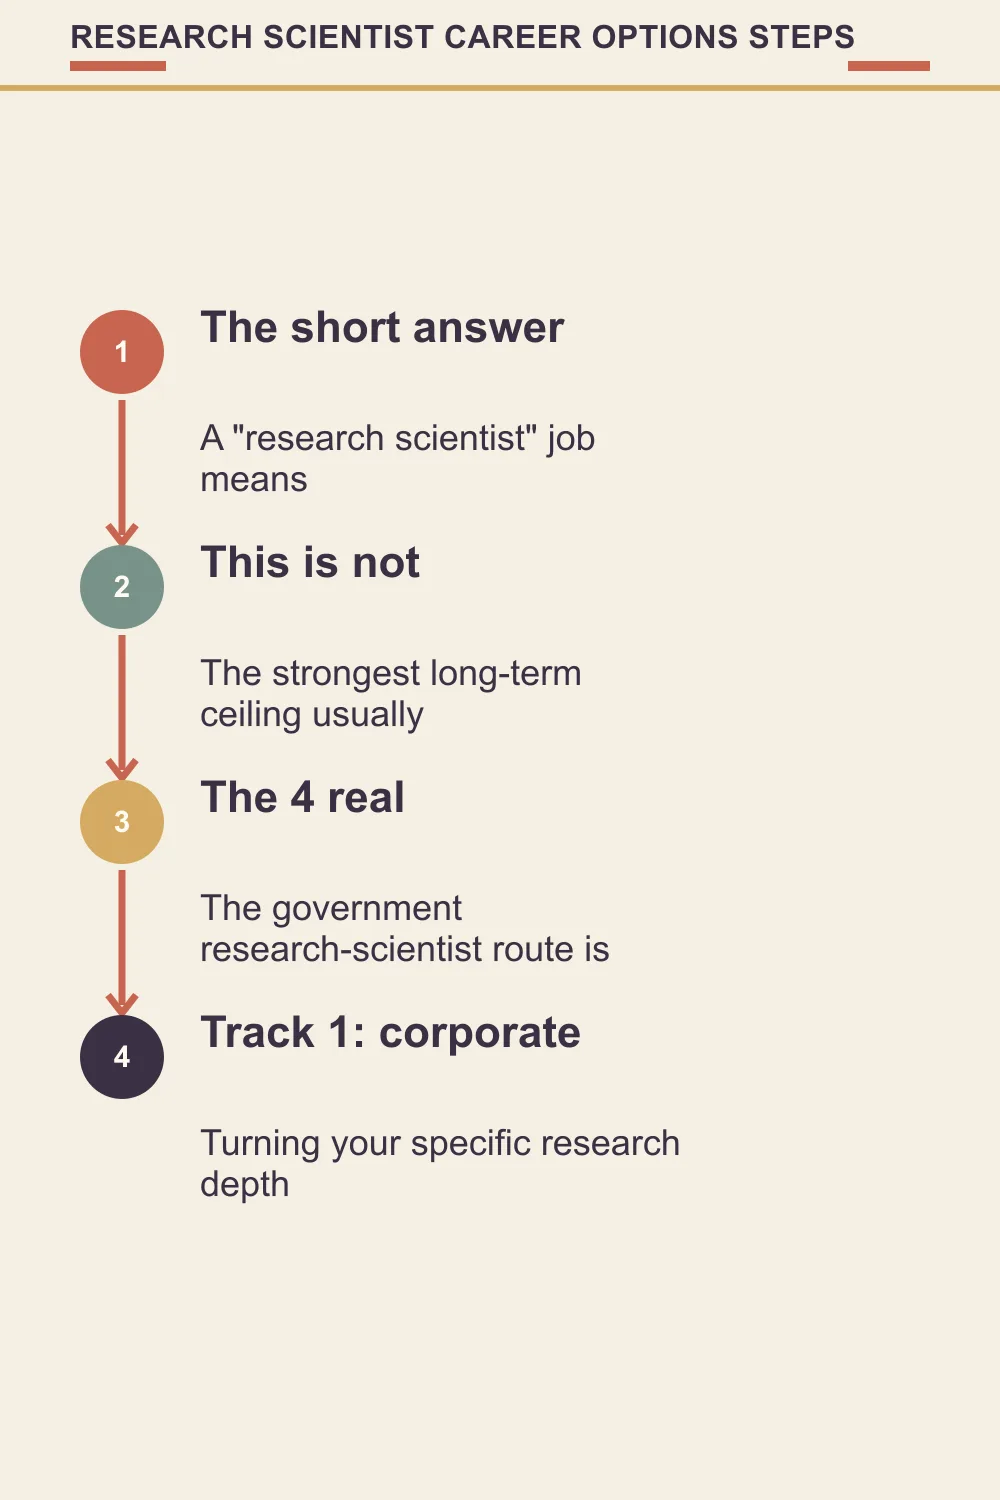 RESEARCH SCIENTIST CAREER OPTIONS STEPS
1
The short answer
A "research scientist" job
means
2
This is not
The strongest long-term
ceiling usually
3
The 4 real
The government
research-scientist route is
4
Track 1: corporate
Turning your specific research
depth